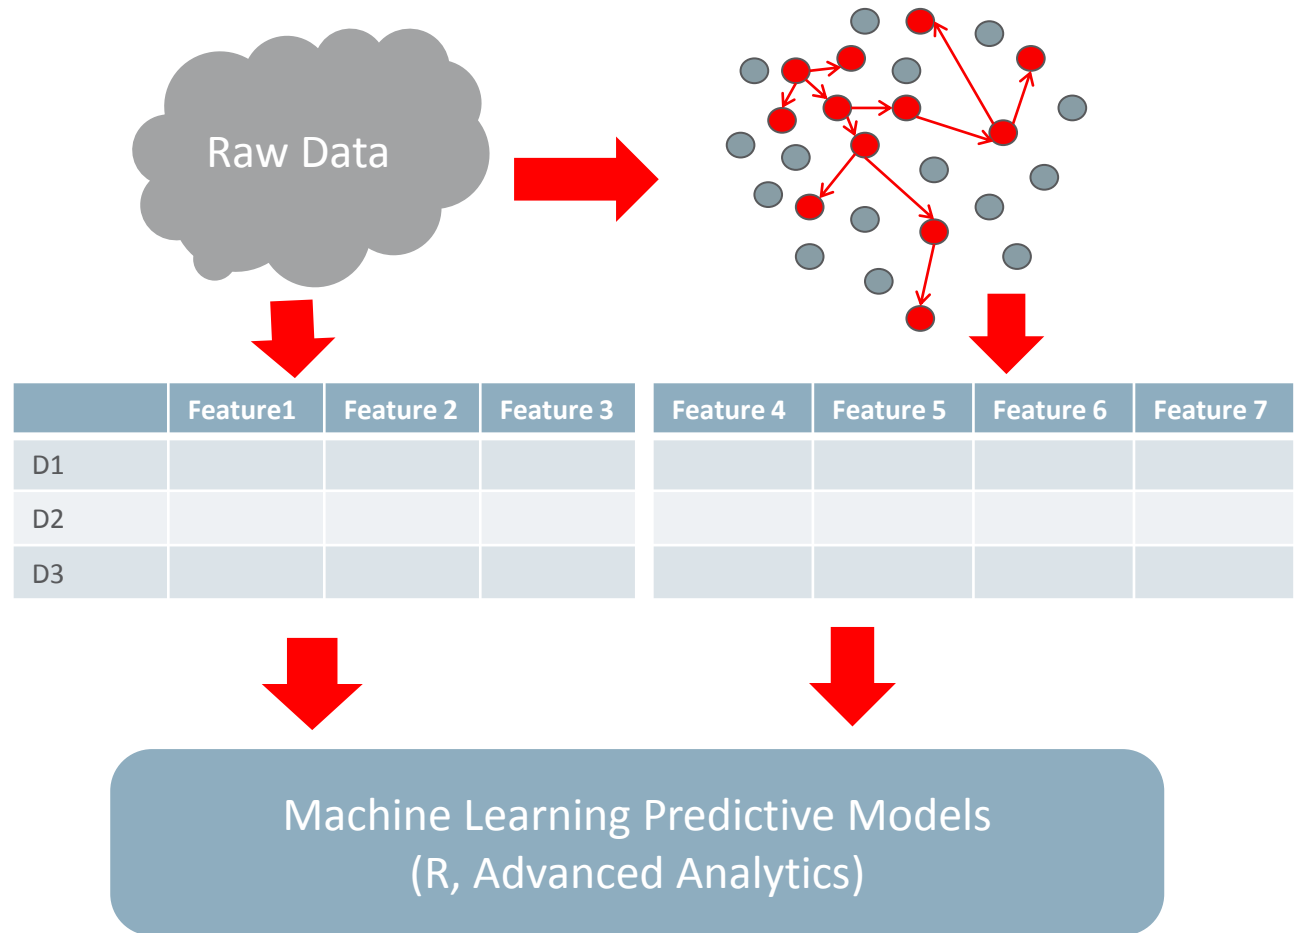 Raw Data
Feature1 Feature 2 Feature 3 Feature 4 Feature 5 Feature 6 Feature 7
D1
D2
D3
Machine Learning Predictive Models
(R, Advanced Analytics)